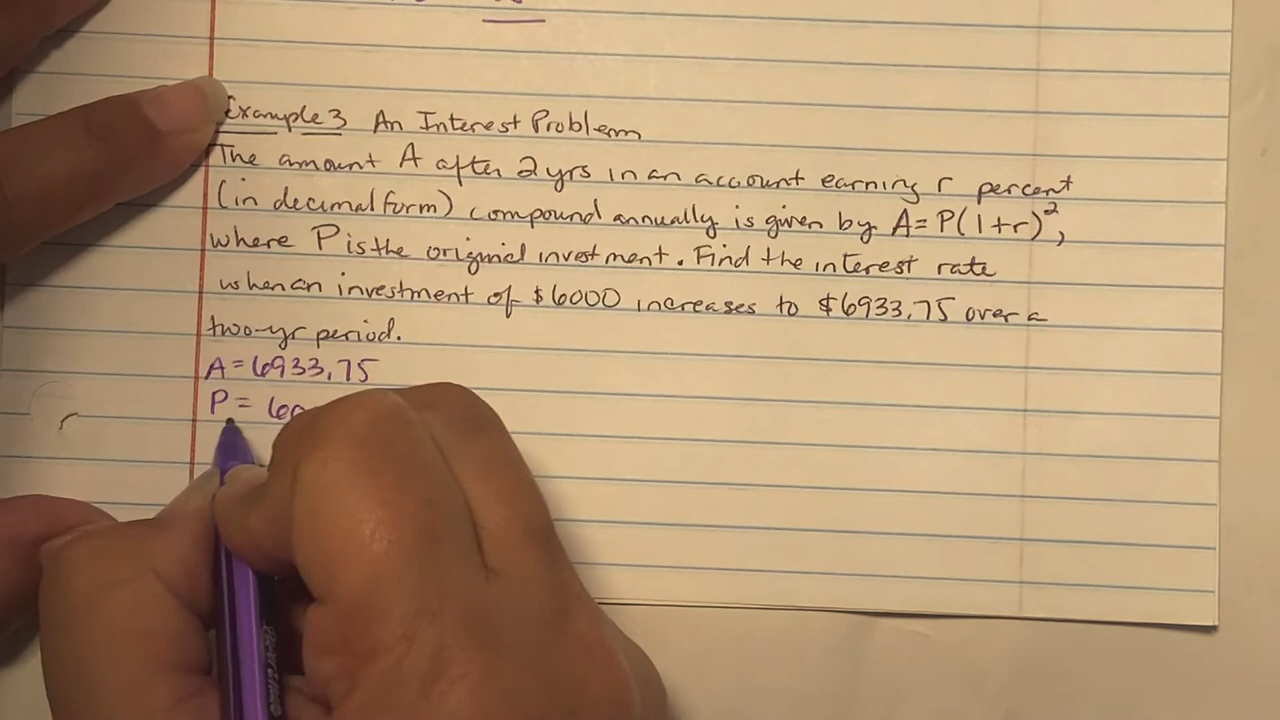 Example 3 An Interest Problem
The amount A after 2 yrs in an account earning r percent
(in decimal form) compound annually is given by A=P(1+r)²,
where P is the original investment. Find the interest rate
when an investment of $6000 increases to $6933.75 over a
two-yr period.
A=6933.75
P= 60